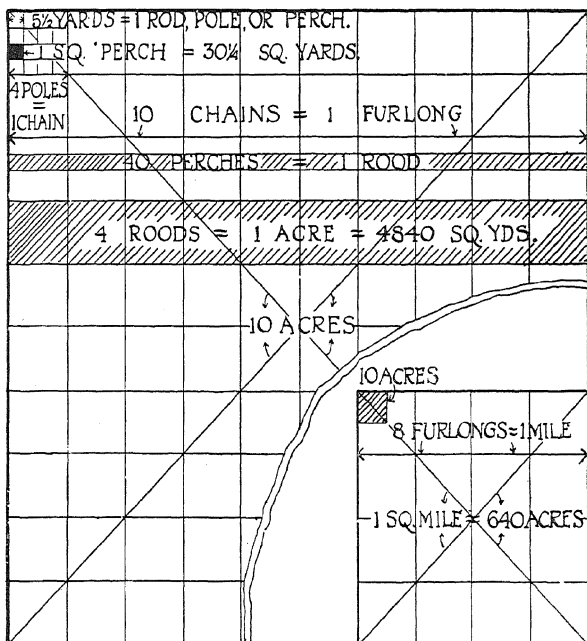 5½ YARDS = 1 ROD, POLE, OR PERCH.
1 SQ. PERCH = 30¼ SQ. YARDS.
4 POLES
=
1 CHAIN
10 CHAINS = 1 FURLONG
40 PERCHES = 1 ROOD
4 ROODS = 1 ACRE = 4840 SQ. YDS.
10 ACRES
10 ACRES
8 FURLONGS = 1 MILE
1 SQ. MILE = 640 ACRES